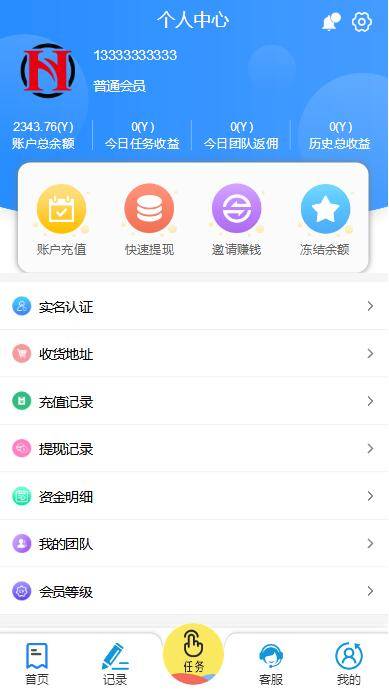 个人中心
13333333333
普通会员
2343.76(Y) 0(Y) 0(Y) 0(Y)
账户总余额 今日任务收益 今日团队返佣 历史总收益
账户充值 快速提现 邀请赚钱 冻结余额
实名认证
收货地址
充值记录
提现记录
资金明细
我的团队
会员等级
首页 记录 任务 客服 我的